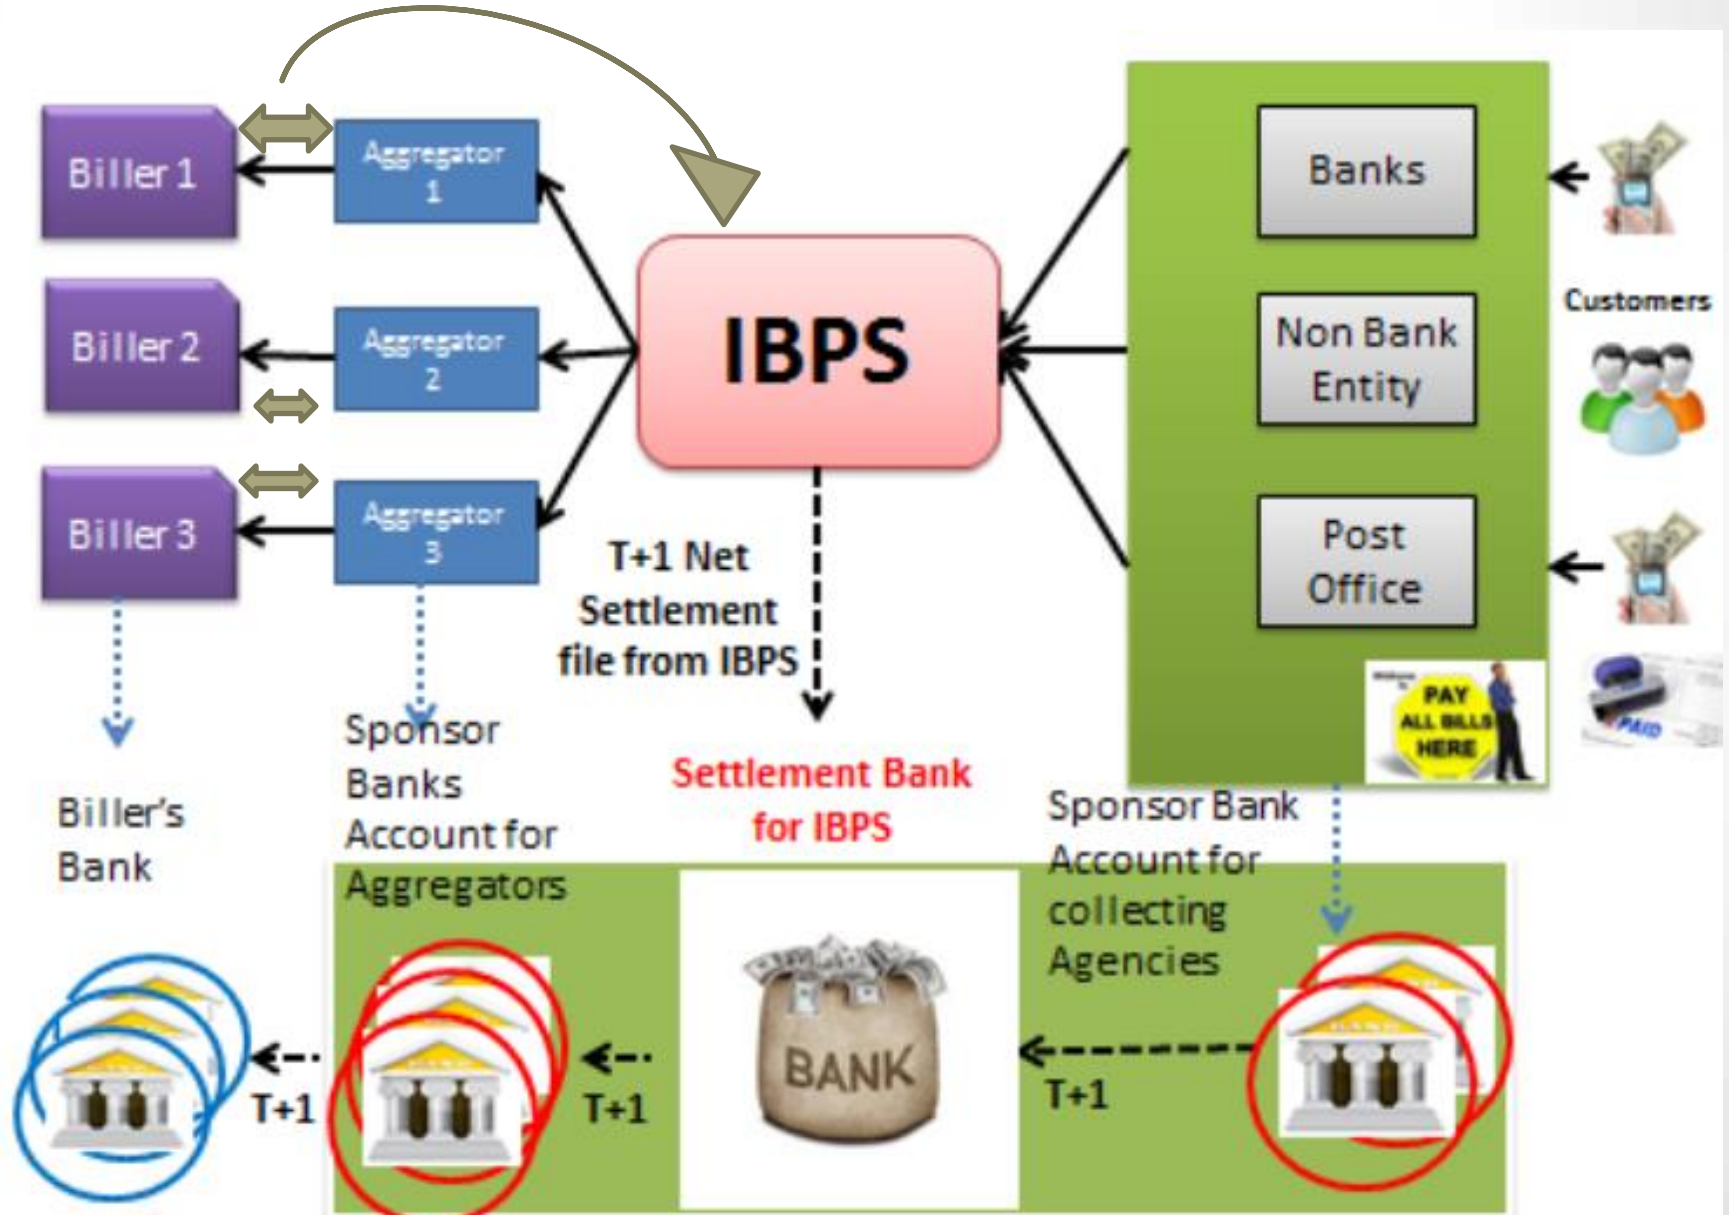 Biller 1
Aggregator
1
Banks
Customers
Biller 2
Aggregator
2
IBPS
Non Bank
Entity
Biller 3
Aggregator
3
Post
Office
T+1 Net
Settlement
file from IBPS
PAY
ALL BILLS
HERE
PAID
Biller's
Bank
Sponsor
Banks
Account for
Aggregators
Settlement Bank
for IBPS
Sponsor Bank
Account for
collecting
Agencies
BANK
T+1
T+1
T+1